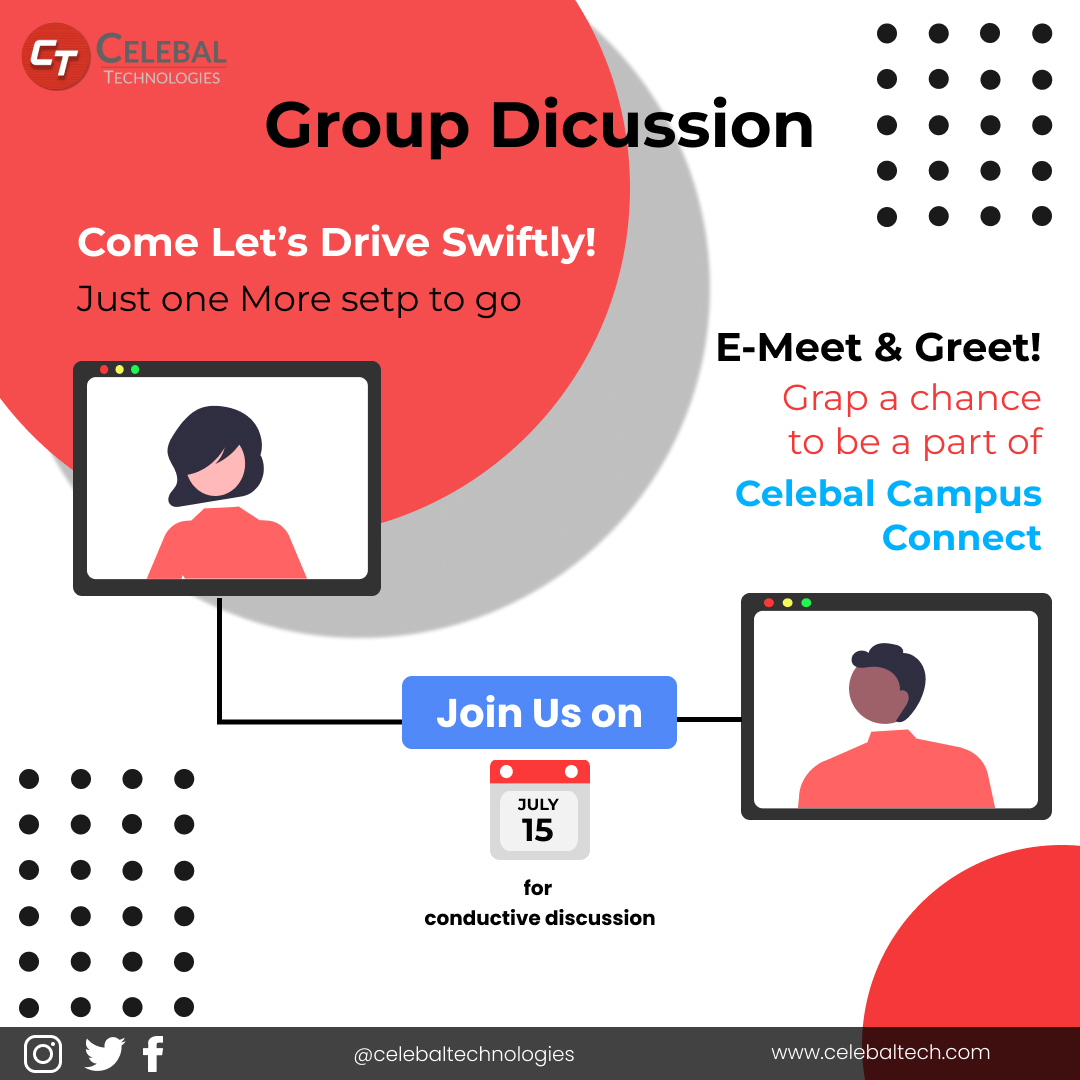 CT CELEBAL
TECHNOLOGIES
Group Dicussion
Come Let’s Drive Swiftly!
Just one More setp to go
E-Meet & Greet!
Grap a chance
to be a part of
Celebal Campus
Connect
Join Us on
JULY
15
for
conductive discussion
@celebaltechnologies
www.celebaltech.com